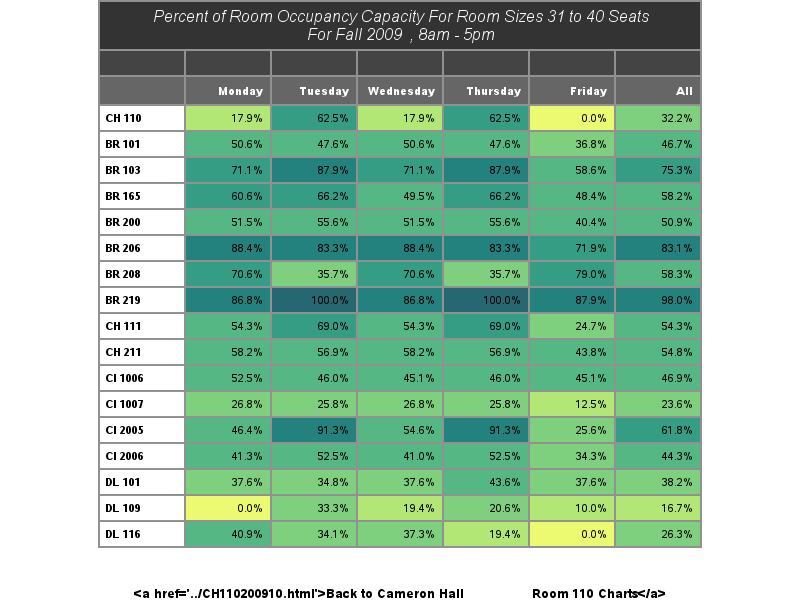 Percent of Room Occupancy Capacity For Room Sizes 31 to 40 Seats
For Fall 2009 , 8am - 5pm
Monday Tuesday Wednesday Thursday Friday All
CH 110 17.9% 62.5% 17.9% 62.5% 0.0% 32.2%
BR 101 50.6% 47.6% 50.6% 47.6% 36.8% 46.7%
BR 103 71.1% 87.9% 71.1% 87.9% 58.6% 75.3%
BR 165 60.6% 66.2% 49.5% 66.2% 48.4% 58.2%
BR 200 51.5% 55.6% 51.5% 55.6% 40.4% 50.9%
BR 206 88.4% 83.3% 88.4% 83.3% 71.9% 83.1%
BR 208 70.6% 35.7% 70.6% 35.7% 79.0% 58.3%
BR 219 86.8% 100.0% 86.8% 100.0% 87.9% 98.0%
CH 111 54.3% 69.0% 54.3% 69.0% 24.7% 54.3%
CH 211 58.2% 56.9% 58.2% 56.9% 43.8% 54.8%
CI 1006 52.5% 46.0% 45.1% 46.0% 45.1% 46.9%
CI 1007 26.8% 25.8% 26.8% 25.8% 12.5% 23.6%
CI 2005 46.4% 91.3% 54.6% 91.3% 25.6% 61.8%
CI 2006 41.3% 52.5% 41.0% 52.5% 34.3% 44.3%
DL 101 37.6% 34.8% 37.6% 43.6% 37.6% 38.2%
DL 109 0.0% 33.3% 19.4% 20.6% 10.0% 16.7%
DL 116 40.9% 34.1% 37.3% 19.4% 0.0% 26.3%
<a href='../CH110200910.html'>Back to Cameron Hall Room 110 Charts</a>